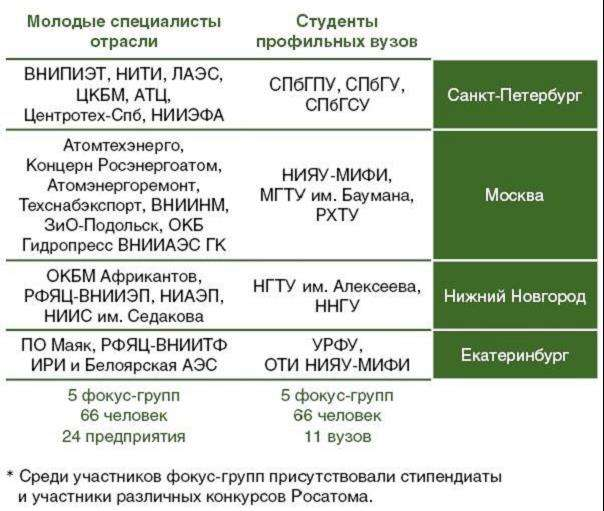 Молодые специалисты
отрасли
Студенты
профильных вузов
ВНИПИЭТ, НИТИ, ЛАЭС,
ЦКБМ, АТЦ,
Центротех-Спб, НИИЭФА
СПбГПУ, СПбГУ,
СПбГСУ
Санкт-Петербург
Атомтехэнерго,
Концерн Росэнергоатом,
Атомэнергоремонт,
Техснабэкспорт, ВНИИНМ,
ЗиО-Подольск, ОКБ
Гидропресс ВНИИАЭС ГК
НИЯУ-МИФИ,
МГТУ им. Баумана,
РХТУ
Москва
ОКБМ Африкантов,
РФЯЦ-ВНИИЭП, НИАЭП,
НИИС им. Седакова
НГТУ им. Алексеева,
ННГУ
Нижний Новгород
ПО Маяк, РФЯЦ-ВНИИТФ
ИРИ и Белоярская АЭС
УРФУ,
ОТИ НИЯУ-МИФИ
Екатеринбург
5 фокус-групп
66 человек
24 предприятия
5 фокус-групп
66 человек
11 вузов
* Среди участников фокус-групп присутствовали стипендиаты
и участники различных конкурсов Росатома.